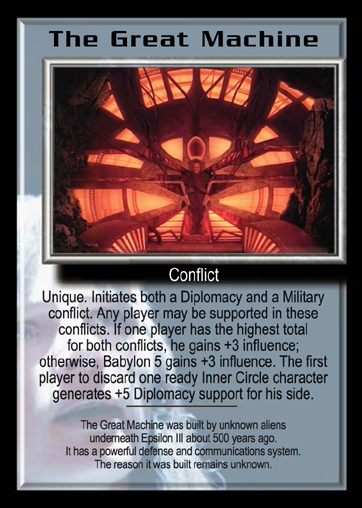 The Great Machine
Conflict
Unique. Initiates both a Diplomacy and a Military
conflict. Any player may be supported in these
conflicts. If one player has the highest total
for both conflicts, he gains +3 influence;
otherwise, Babylon 5 gains +3 influence. The first
player to discard one ready Inner Circle character
generates +5 Diplomacy support for his side.
The Great Machine was built by unknown aliens
underneath Epsilon III about 500 years ago.
It has a powerful defense and communications system.
The reason it was built remains unknown.